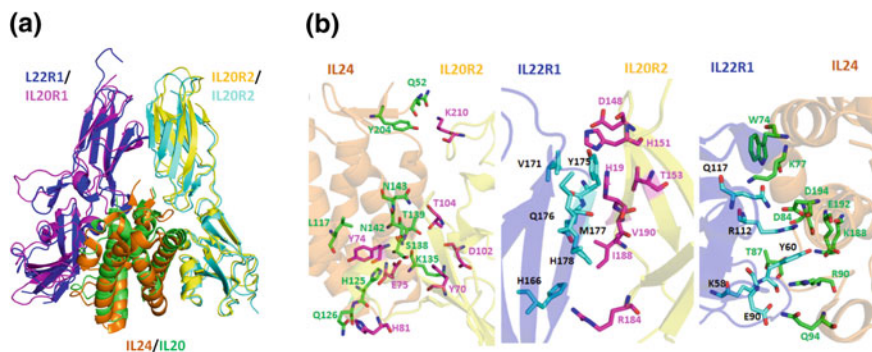 (a)
L22R1/
IL20R1
IL20R2/
IL20R2
IL24/IL20
(b)
IL24
IL20R2
Q52
K210
Y204
N143
T139
T104
L117
N142
Y74
S138
D102
K135
H125
E75
Y70
Q126
H81
IL22R1
IL20R2
D148
H151
V171
Y175
H19
T153
Q176
M177
V190
H178
I188
H166
R184
IL22R1
IL24
W74
K77
Q117
D194
E192
D84
R112
K188
Y60
T87
K58
R90
E90
Q94